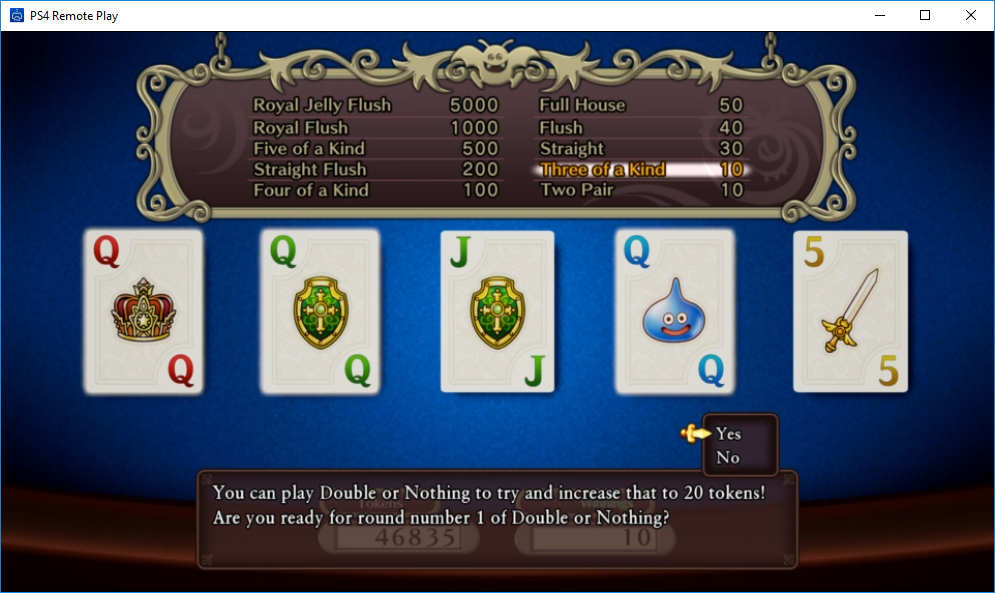 PS4 Remote Play
Royal Jelly Flush 5000
Royal Flush 1000
Five of a Kind 500
Straight Flush 200
Four of a Kind 100
Full House 50
Flush 40
Straight 30
Three of a Kind 10
Two Pair 10
Q Q J Q 5
Q Q J Q 5
Yes
No
You can play Double or Nothing to try and increase that to 20 tokens!
Are you ready for round number 1 of Double or Nothing?
Tokens
46835 10